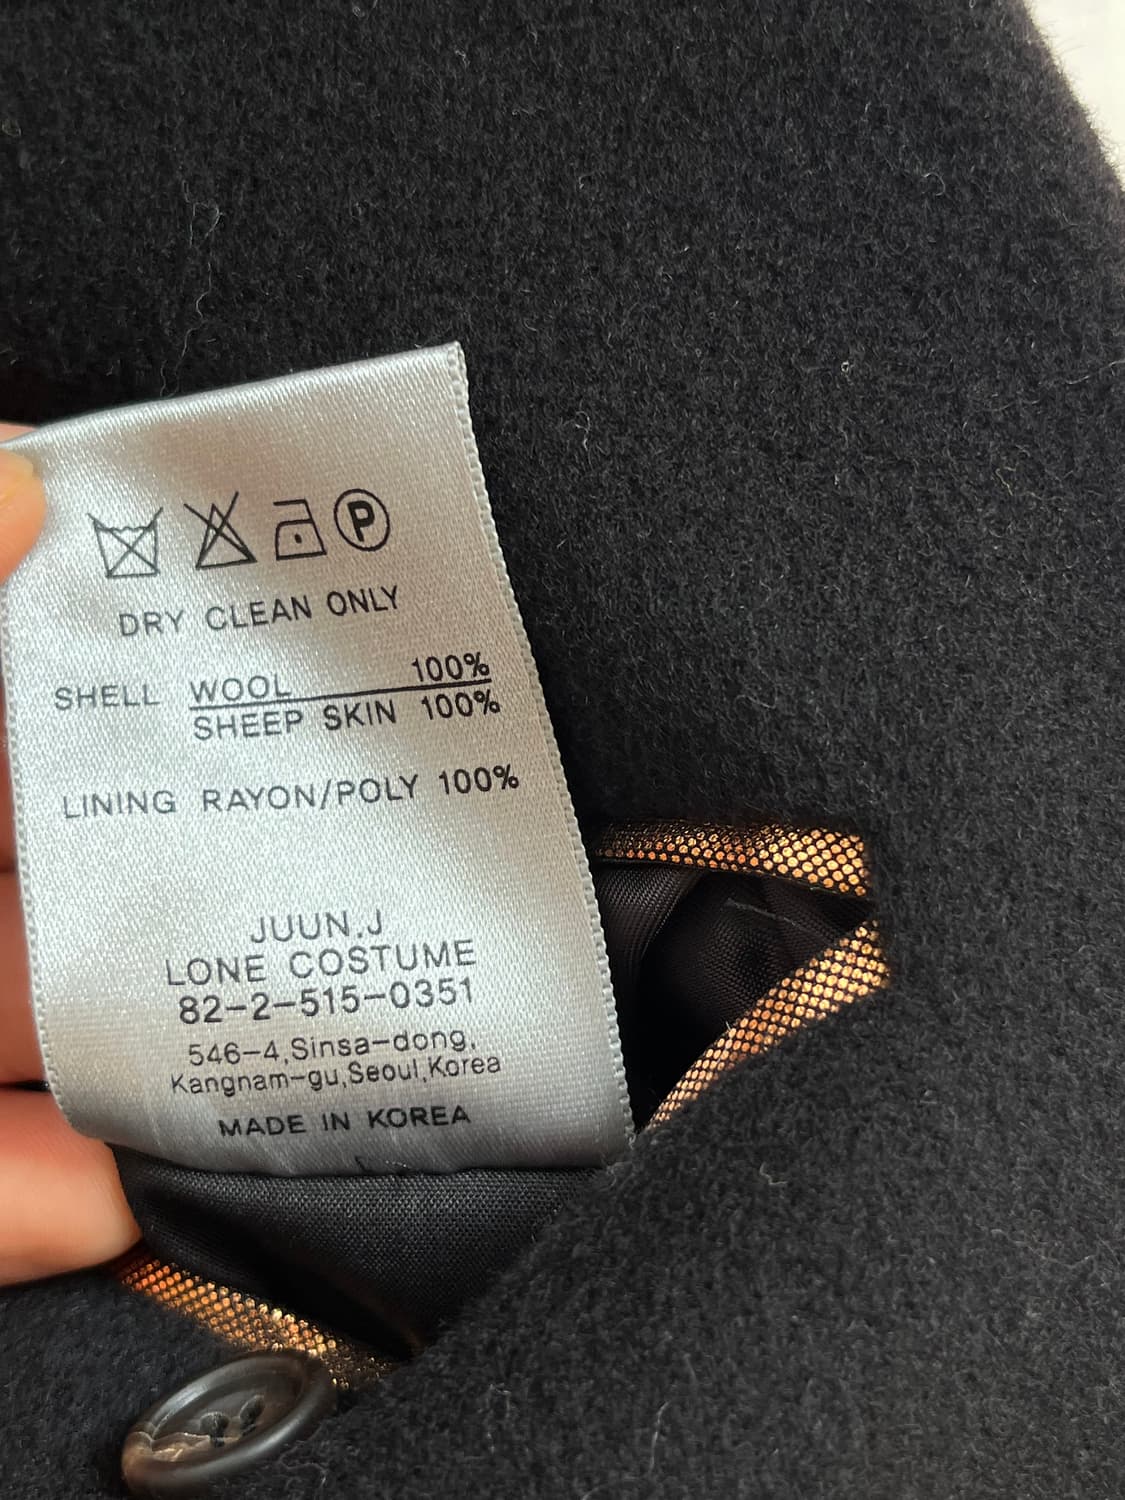 P
DRY CLEAN ONLY
SHELL WOOL 100%
SHEEP SKIN 100%
LINING RAYON/POLY 100%
JUUN.J
LONE COSTUME
82-2-515-0351
546-4,Sinsa-dong,
Kangnam-gu,Seoul,Korea
MADE IN KOREA